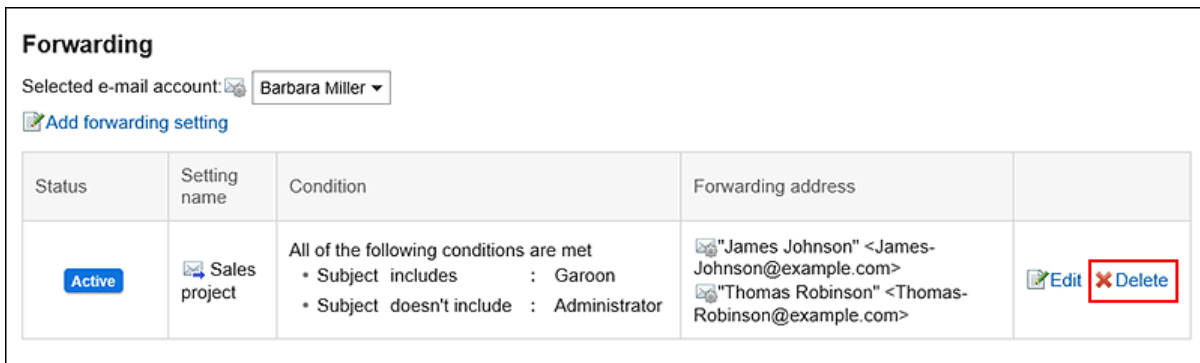 Forwarding
Selected e-mail account: Barbara Miller
Add forwarding setting
Status Setting name Condition Forwarding address
Active
Sales project
All of the following conditions are met
• Subject includes : Garoon
• Subject doesn't include : Administrator
"James Johnson" <James-
Johnson@example.com>
"Thomas Robinson" <Thomas-
Robinson@example.com>
Edit Delete